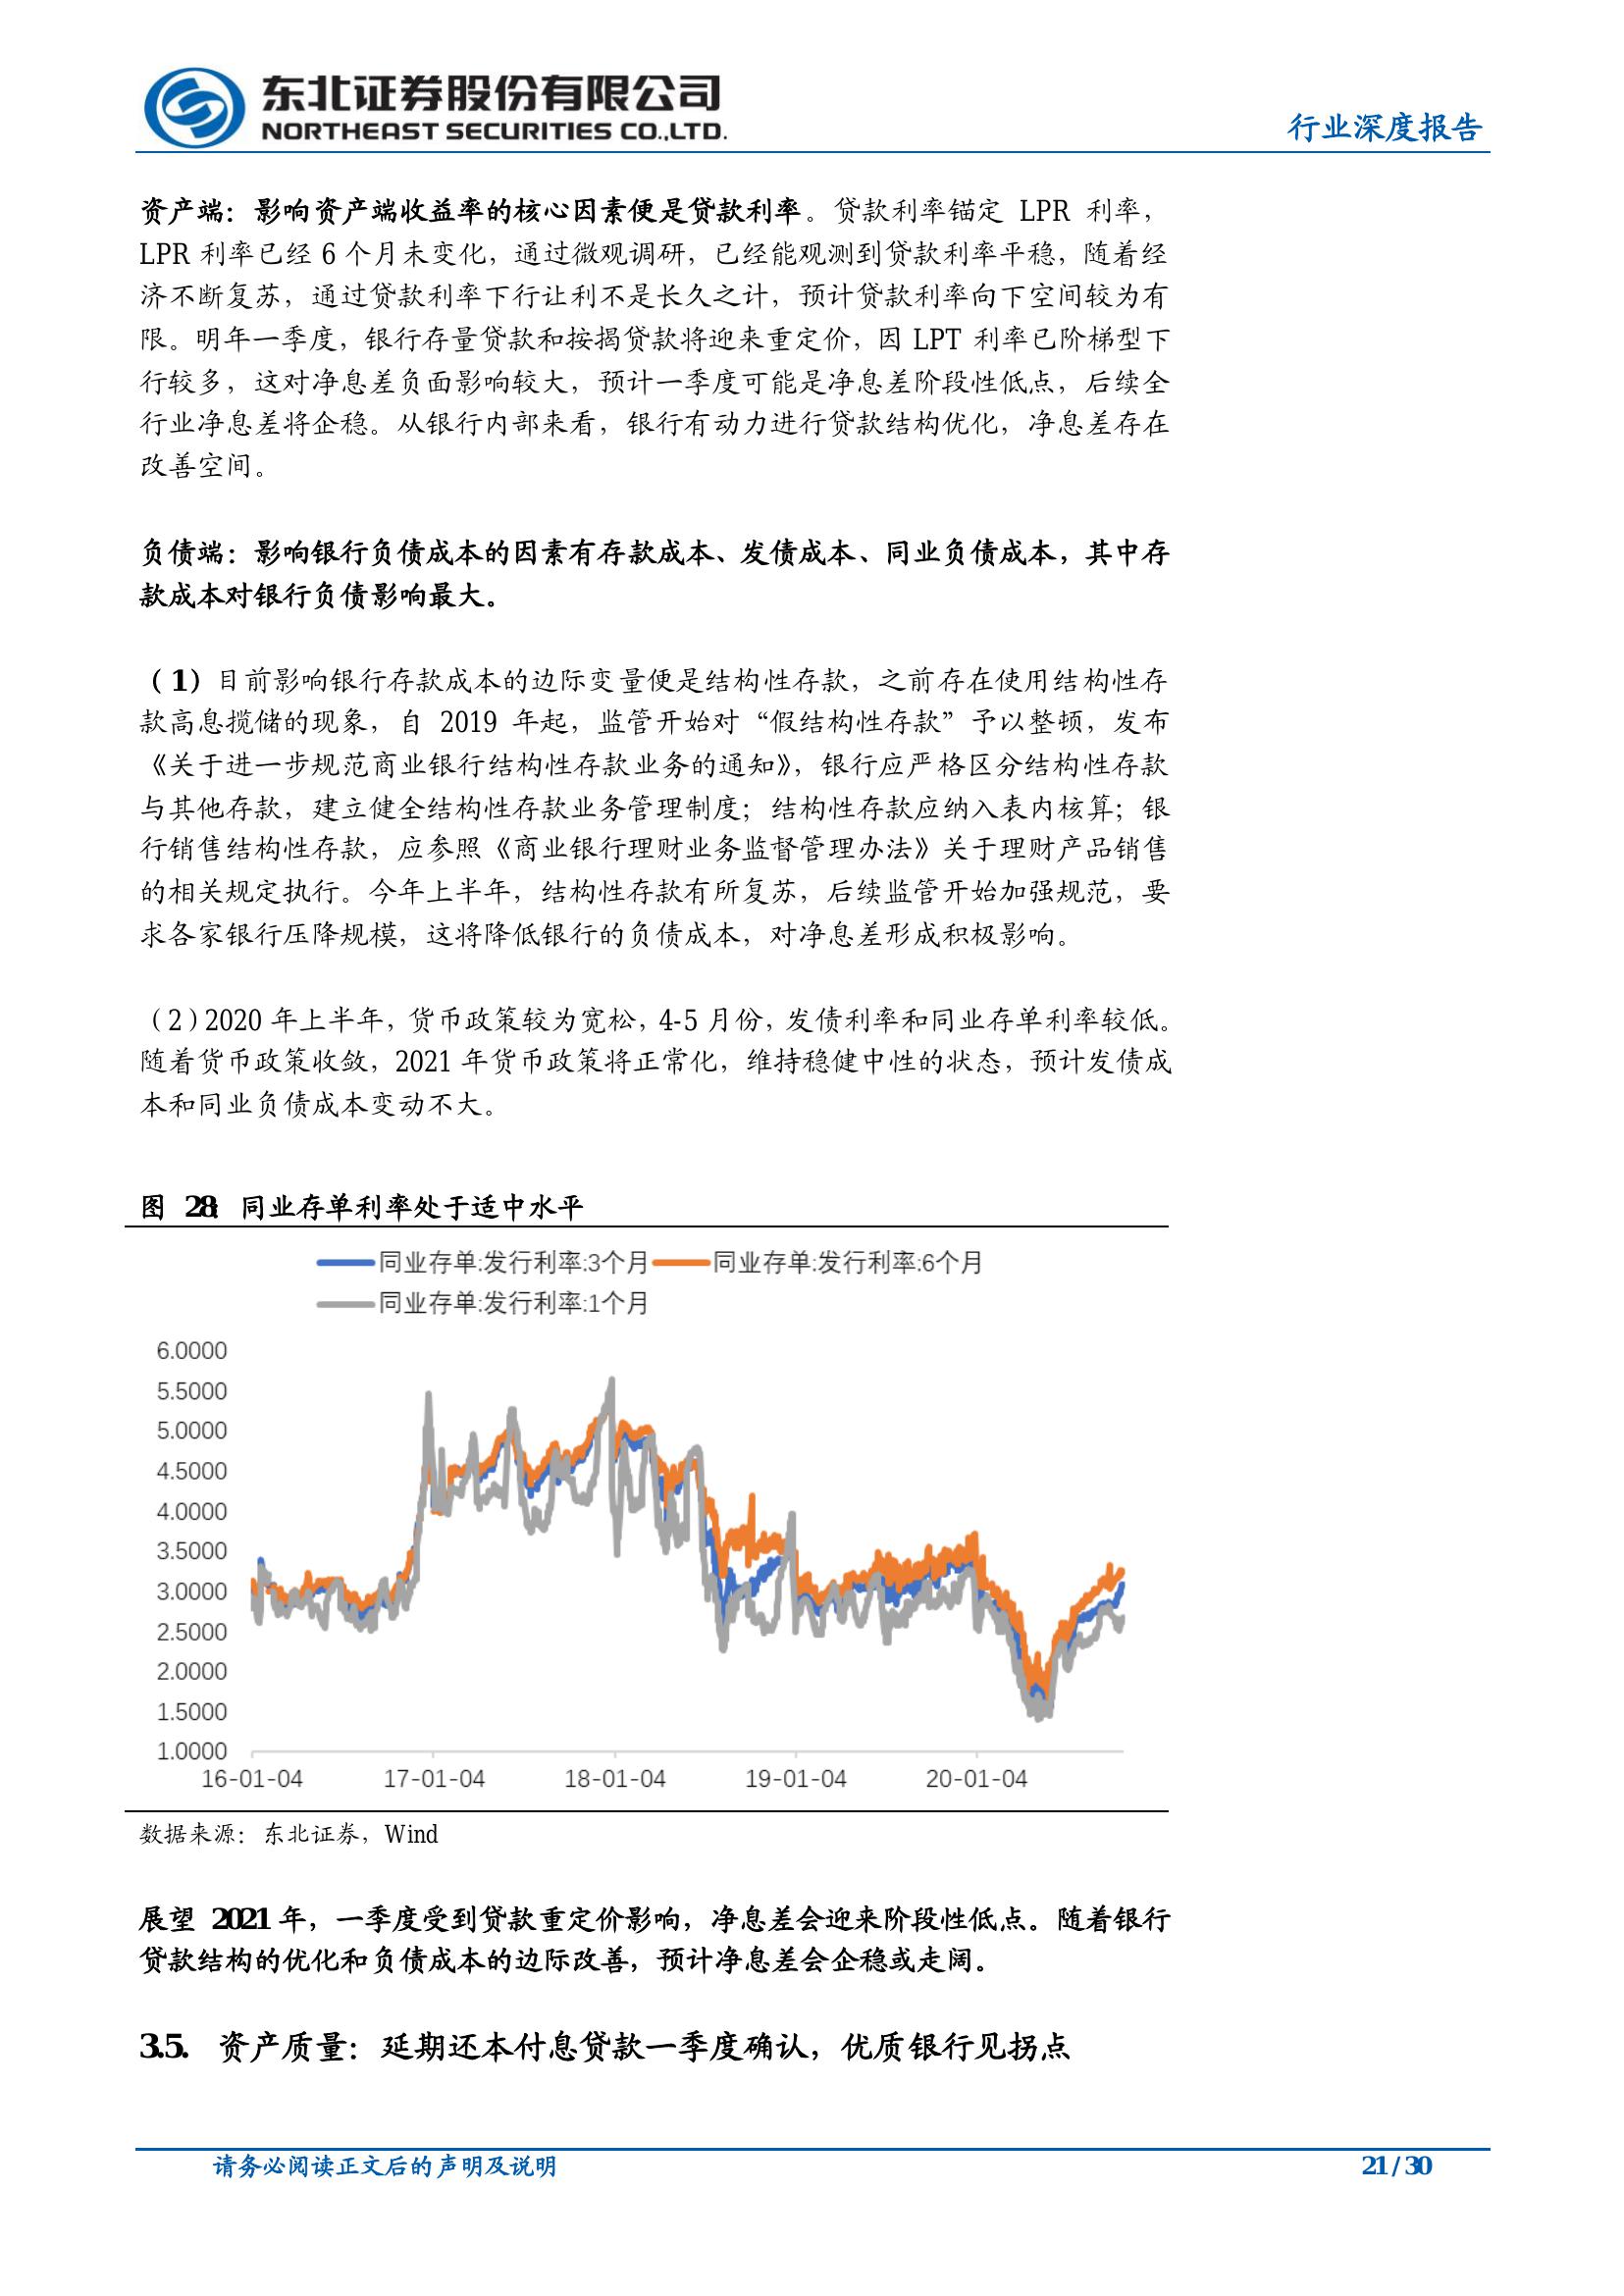 东北证券股份有限公司
NORTHEAST SECURITIES CO.,LTD.
行业深度报告
资产端：影响资产端收益率的核心因素便是贷款利率。贷款利率锚定 LPR 利率，
LPR 利率已经 6 个月未变化，通过微观调研，已经能观测到贷款利率平稳，随着经
济不断复苏，通过贷款利率下行让利不是长久之计，预计贷款利率向下空间较为有
限。明年一季度，银行存量贷款和按揭贷款将迎来重定价，因 LPT 利率已阶梯型下
行较多，这对净息差负面影响较大，预计一季度可能是净息差阶段性低点，后续全
行业净息差将企稳。从银行内部来看，银行有动力进行贷款结构优化，净息差存在
改善空间。
负债端：影响银行负债成本的因素有存款成本、发债成本、同业负债成本，其中存
款成本对银行负债影响最大。
（1）目前影响银行存款成本的边际变量便是结构性存款，之前存在使用结构性存
款高息揽储的现象，自 2019 年起，监管开始对“假结构性存款”予以整顿，发布
《关于进一步规范商业银行结构性存款业务的通知》，银行应严格区分结构性存款
与其他存款，建立健全结构性存款业务管理制度；结构性存款应纳入表内核算；银
行销售结构性存款，应参照《商业银行理财业务监督管理办法》关于理财产品销售
的相关规定执行。今年上半年，结构性存款有所复苏，后续监管开始加强规范，要
求各家银行压降规模，这将降低银行的负债成本，对净息差形成积极影响。
（2）2020 年上半年，货币政策较为宽松，4-5 月份，发债利率和同业存单利率较低。
随着货币政策收敛，2021 年货币政策将正常化，维持稳健中性的状态，预计发债成
本和同业负债成本变动不大。
图 28：同业存单利率处于适中水平
同业存单:发行利率:3个月 同业存单:发行利率:6个月
同业存单:发行利率:1个月
6.0000
5.5000
5.0000
4.5000
4.0000
3.5000
3.0000
2.5000
2.0000
1.5000
1.0000
16-01-04 17-01-04 18-01-04 19-01-04 20-01-04
数据来源：东北证券，Wind
展望 2021 年，一季度受到贷款重定价影响，净息差会迎来阶段性低点。随着银行
贷款结构的优化和负债成本的边际改善，预计净息差会企稳或走阔。
3.5. 资产质量：延期还本付息贷款一季度确认，优质银行见拐点
请务必阅读正文后的声明及说明
21 / 30